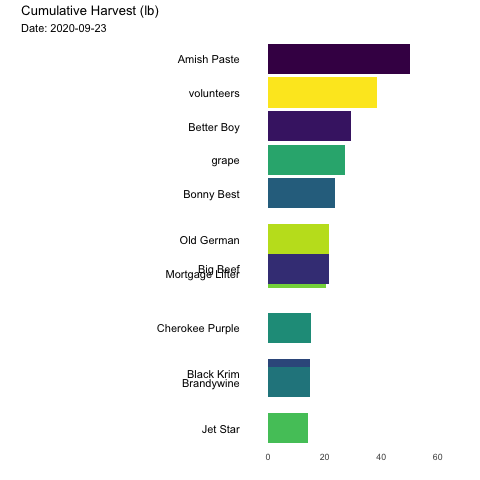 Cumulative Harvest (lb)
Date: 2020-09-23
Amish Paste
volunteers
Better Boy
grape
Bonny Best
Old German
Big Beef
Mortgage Lifter
Cherokee Purple
Black Krim
Brandywine
Jet Star
0 20 40 60